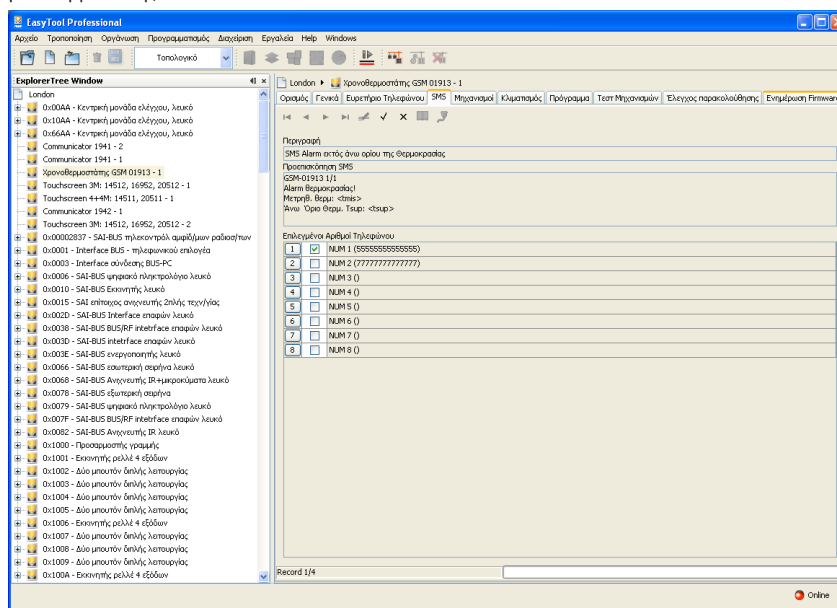 EasyTool Professional
Αρχείο Τροποποίηση Οργάνωση Προγραμματισμός Διαχείριση Εργαλεία Help Windows
Τοπολογικό
ExplorerTree Window
London
0x00AA - Κεντρική μονάδα ελέγχου, λευκό
0x10AA - Κεντρική μονάδα ελέγχου, λευκό
0x66AA - Κεντρική μονάδα ελέγχου, λευκό
Communicator 1941 - 2
Communicator 1941 - 1
Χρονοθερμοστάτης GSM 01913 - 1
Touchscreen 3M: 14512, 16952, 20512 - 1
Touchscreen 4+4M: 14511, 20511 - 1
Communicator 1942 - 1
Touchscreen 3M: 14512, 16952, 20512 - 2
0x00002837 - SAI-BUS τηλεκοντρόλ αμφίδ/μων ραδιοσ/των
0x0001 - Interface BUS - τηλεφωνικού επιλογέα
0x0003 - Interface σύνδεσης BUS-PC
0x0006 - SAI-BUS ψηφιακό πληκτρολόγιο λευκό
0x0010 - SAI-BUS Εκκινητής λευκό
0x0015 - SAI επίτοιχος ανιχνευτής 2πλής τεχν/γίας
0x002D - SAI-BUS Interface επαφών λευκό
0x0038 - SAI-BUS BUS/RF intetrface επαφών λευκό
0x003D - SAI-BUS intetrface επαφών λευκό
0x003E - SAI-BUS ενεργοποιητής λευκό
0x0066 - SAI-BUS εσωτερική σειρήνα λευκό
0x0068 - SAI-BUS Ανιχνευτής IR+μικροκύματα λευκό
0x0078 - SAI-BUS εξωτερική σειρήνα
0x0079 - SAI-BUS ψηφιακό πληκτρολόγιο λευκό
0x007F - SAI-BUS BUS/RF intetrface επαφών λευκό
0x0082 - SAI-BUS Ανιχνευτής IR λευκό
0x1000 - Προσαρμοστής γραμμής
0x1001 - Εκκινητής ρελλέ 4 εξόδων
0x1002 - Δύο μπουτόν διπλής λειτουργίας
0x1003 - Δύο μπουτόν διπλής λειτουργίας
0x1004 - Δύο μπουτόν διπλής λειτουργίας
0x1005 - Δύο μπουτόν διπλής λειτουργίας
0x1006 - Εκκινητής ρελλέ 4 εξόδων
0x1007 - Δύο μπουτόν διπλής λειτουργίας
0x1008 - Δύο μπουτόν διπλής λειτουργίας
0x1009 - Δύο μπουτόν διπλής λειτουργίας
0x100A - Εκκινητής ρελλέ 4 εξόδων
London Χρονοθερμοστάτης GSM 01913 - 1
Ορισμός Γενικά Ευρετήριο Τηλεφώνου SMS Μηχανισμοί Κλιματισμός Πρόγραμμα Τεστ Μηχανισμών Έλεγχος παρακολούθησης Ενημέρωση Firmware
Περιγραφή
SMS Alarm εκτός άνω ορίου της Θερμοκρασίας
Προεπισκόπηση SMS
GSM-01913 1/1
Alarm θερμοκρασίας!
Μετρηθ. θερμ: <tmis>
'Ανω 'Οριο Θερμ. Tsup: <tsup>
Επιλεγμένοι Αριθμοί Τηλεφώνου
1 NUM 1 (55555555555555)
2 NUM 2 (77777777777777)
3 NUM 3 ()
4 NUM 4 ()
5 NUM 5 ()
6 NUM 6 ()
7 NUM 7 ()
8 NUM 8 ()
Record 1/4
Online